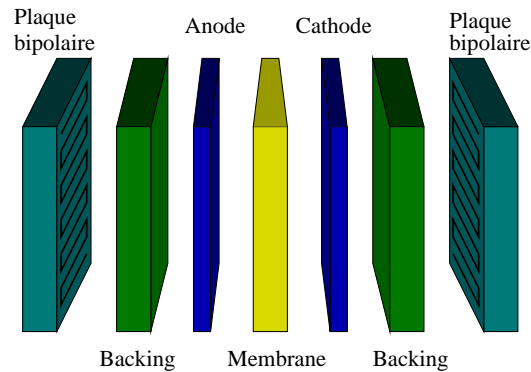 Plaque
bipolaire
Anode
Cathode
Plaque
bipolaire
Backing
Membrane
Backing